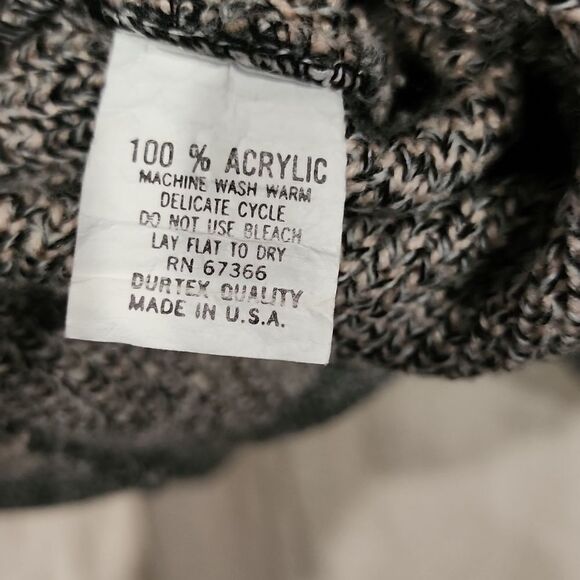 100 % ACRYLIC
MACHINE WASH WARM
DELICATE CYCLE
DO NOT USE BLEACH
LAY FLAT TO DRY
RN 67366
DURTEX QUALITY
MADE IN U.S.A.